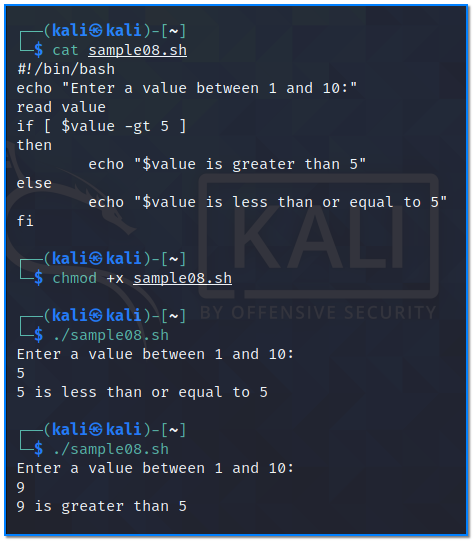 ┌──(kali㉿kali)-[~]
└─$ cat sample08.sh
#!/bin/bash
echo "Enter a value between 1 and 10:"
read value
if [ $value -gt 5 ]
then
        echo "$value is greater than 5"
else
        echo "$value is less than or equal to 5"
fi
┌──(kali㉿kali)-[~]
└─$ chmod +x sample08.sh
┌──(kali㉿kali)-[~]
└─$ ./sample08.sh
Enter a value between 1 and 10:
5
5 is less than or equal to 5
┌──(kali㉿kali)-[~]
└─$ ./sample08.sh
Enter a value between 1 and 10:
9
9 is greater than 5
KALI
BY OFFENSIVE SECURITY